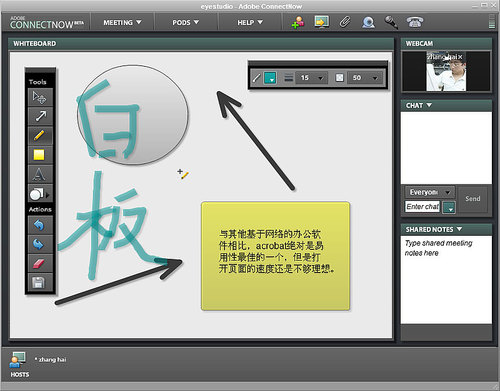 eyestudio - Adobe ConnectNow
ADOBE
CONNECTNOW BETA
MEETING
PODS
HELP
WHITEBOARD
WEBCAM
Tools
15
50
zhang hai
白
板
CHAT
与其他基于网络的办公软
件相比，acrobat绝对是易
用性最佳的一个，但是打
开页面的速度还是不够理想。
Actions
Everyone
Send
Enter chat
SHARED NOTES
Type shared meeting
notes here
* zhang hai
HOSTS